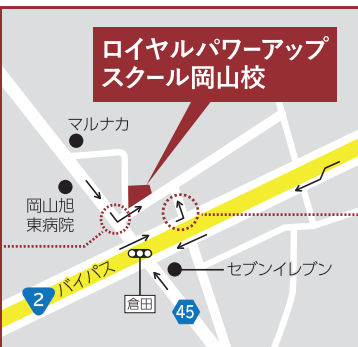 ロイヤルパワーアップ
スクール岡山校
マルナカ
岡山旭
東病院
セブンイレブン
バイパス
2
倉田
45